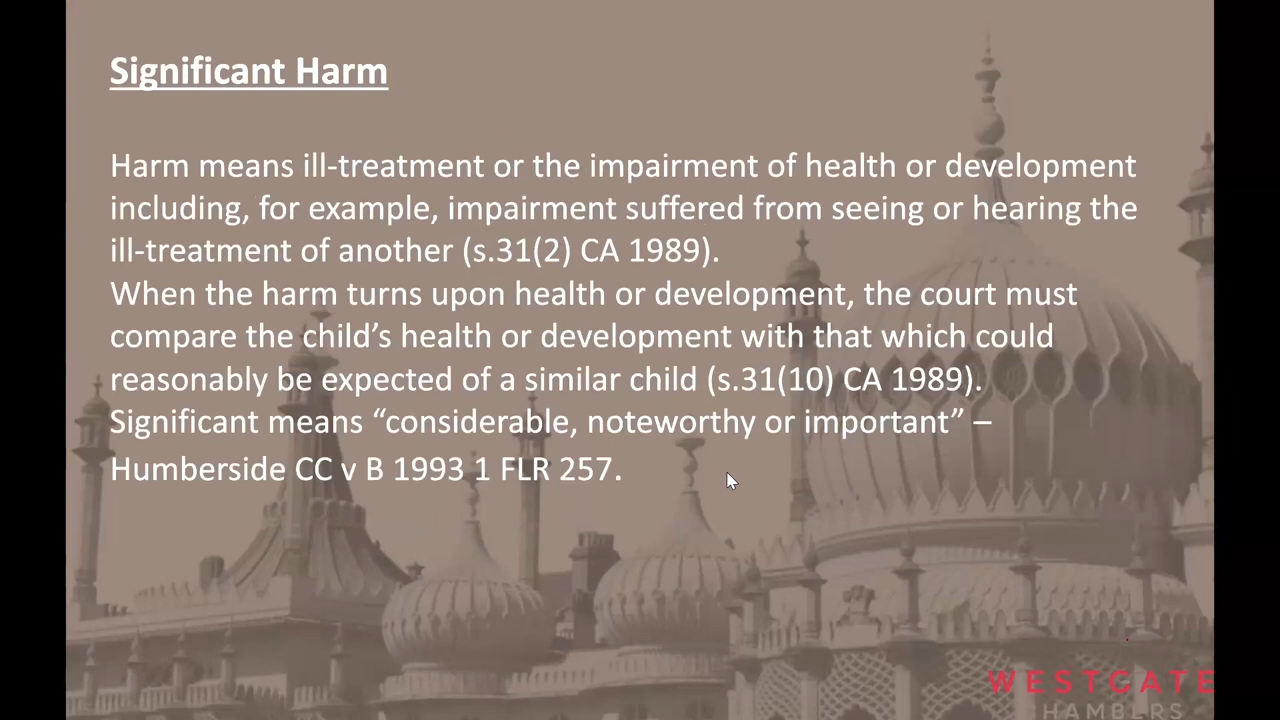 Significant Harm
Harm means ill-treatment or the impairment of health or development
including, for example, impairment suffered from seeing or hearing the
ill-treatment of another (s.31(2) CA 1989).
When the harm turns upon health or development, the court must
compare the child’s health or development with that which could
reasonably be expected of a similar child (s.31(10) CA 1989).
Significant means “considerable, noteworthy or important” –
Humberside CC v B 1993 1 FLR 257.
WESTGATE
HAMBERS